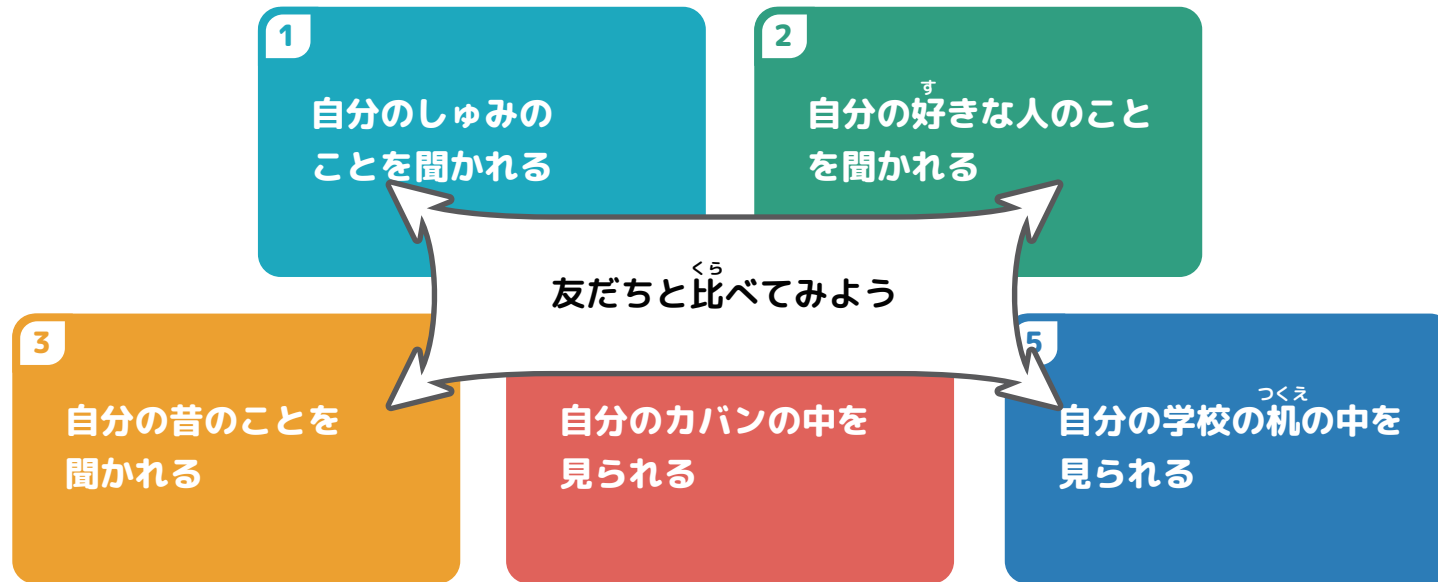 1
自分のしゅみの
ことを聞かれる
2
自分の好きな人のこと
す
を聞かれる
友だちと比べてみよう
くら
3
自分の昔のことを
聞かれる
自分のカバンの中を
見られる
5
自分の学校の机の中を
つくえ
見られる